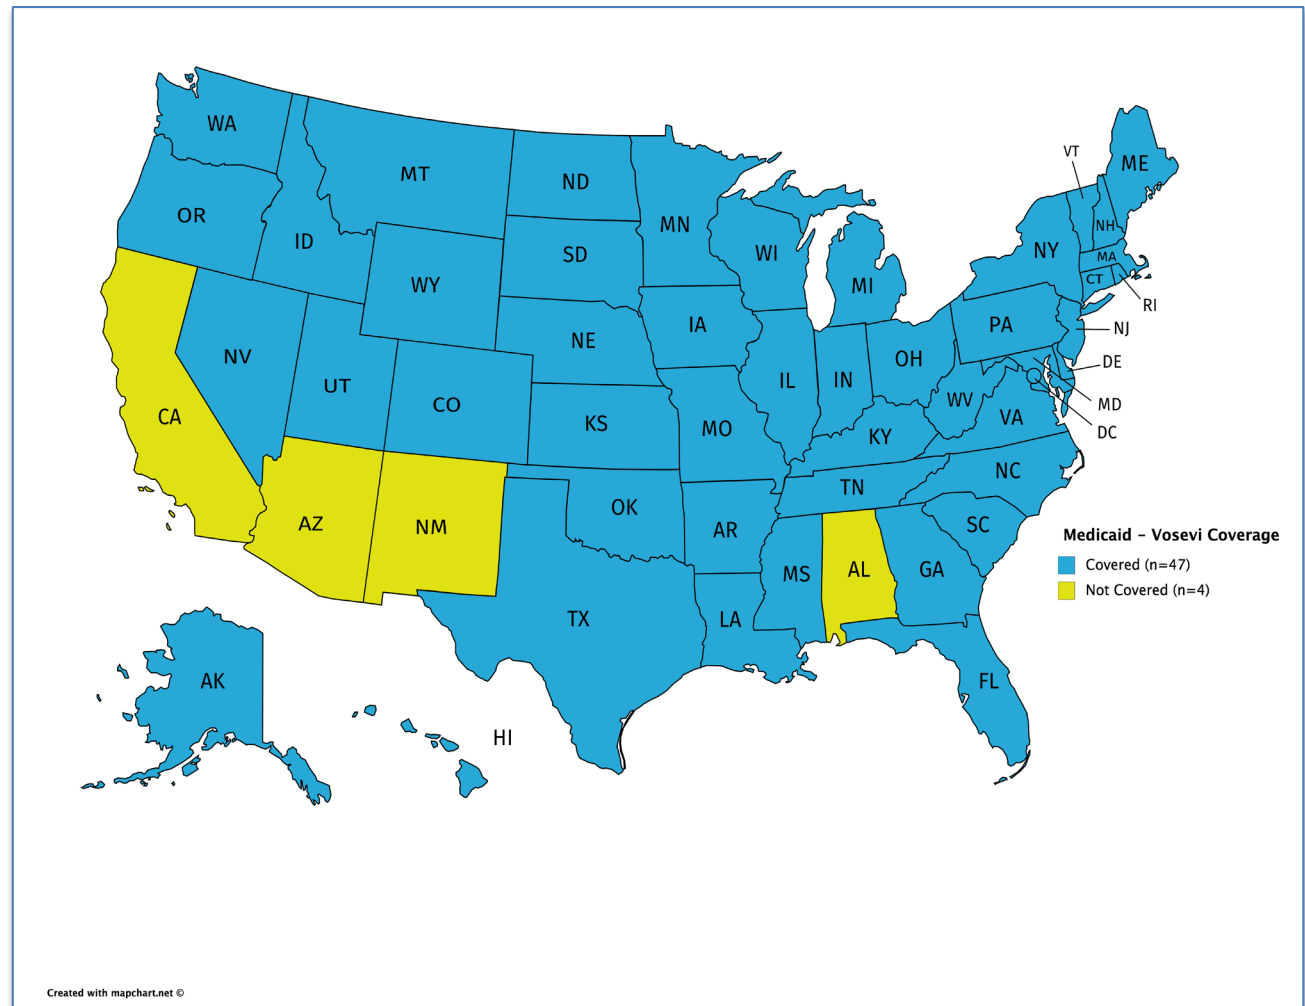 WA
MT
ND
MN
VT
ME
OR
ID
SD
WI
NY
NH
MA
WY
MI
CT
RI
NE
IA
PA
NJ
NV
UT
CO
IL
IN
OH
DE
KS
MO
WV
VA
MD
CA
KY
DC
AZ
NM
OK
TN
NC
AR
SC
MS
AL
GA
TX
LA
Medicaid – Vosevi Coverage
Covered (n=47)
Not Covered (n=4)
AK
HI
FL
Created with mapchart.net ©